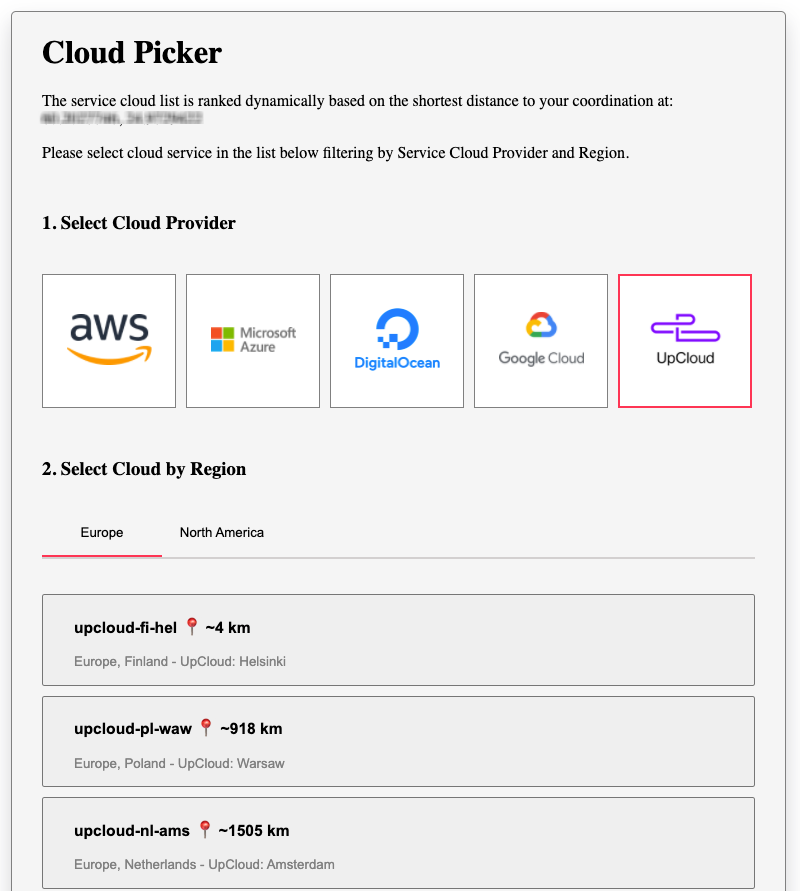 Cloud Picker
The service cloud list is ranked dynamically based on the shortest distance to your coordination at:
Please select cloud service in the list below filtering by Service Cloud Provider and Region.
1. Select Cloud Provider
aws
Microsoft
Azure
DigitalOcean
Google Cloud
UpCloud
2. Select Cloud by Region
Europe
North America
upcloud-fi-hel 📍 ~4 km
Europe, Finland - UpCloud: Helsinki
upcloud-pl-waw 📍 ~918 km
Europe, Poland - UpCloud: Warsaw
upcloud-nl-ams 📍 ~1505 km
Europe, Netherlands - UpCloud: Amsterdam